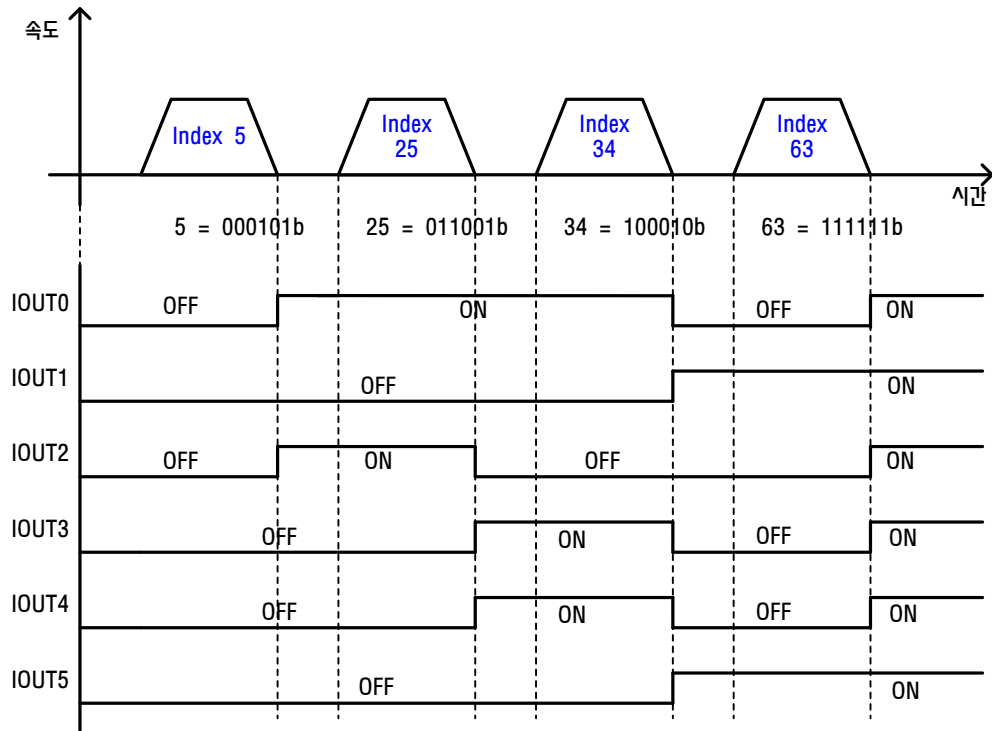 속도
Index 5
Index
25
Index
34
Index
63
시간
5 = 000101b
25 = 011001b
34 = 100010b
63 = 111111b
IOUT0
OFF
ON
OFF
ON
IOUT1
OFF
ON
IOUT2
OFF
ON
OFF
ON
IOUT3
OFF
ON
OFF
ON
IOUT4
OFF
ON
OFF
ON
IOUT5
OFF
ON